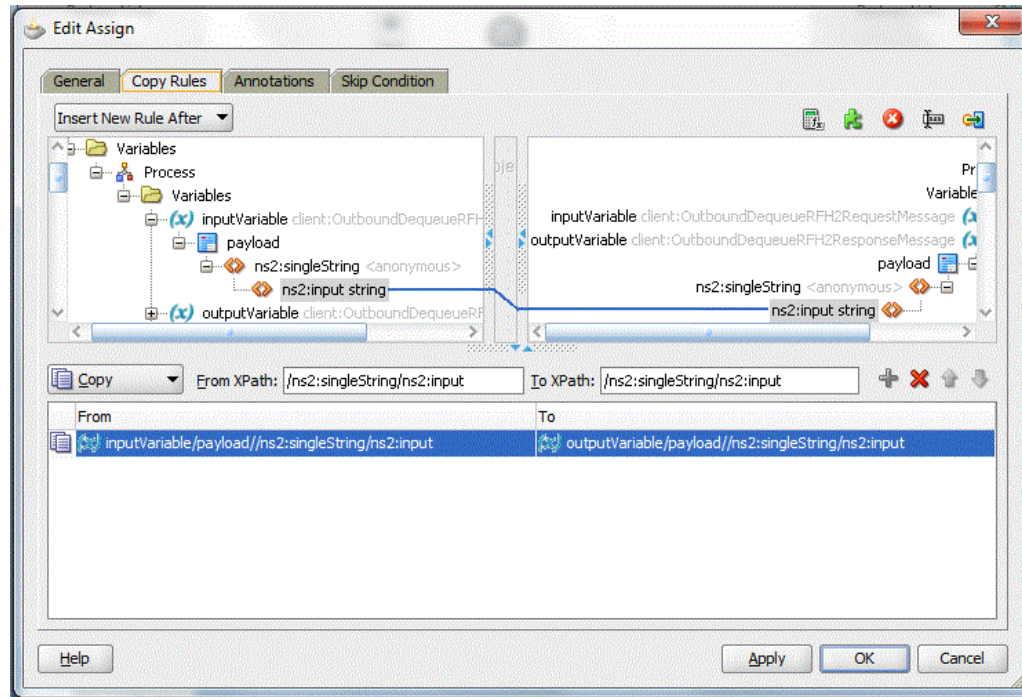 Edit Assign
General Copy Rules Annotations Skip Condition
Insert New Rule After
Variables
Process
Variables
inputVariable client:OutboundDequeueRFH
payload
ns2:singleString <anonymous>
ns2:input string
outputVariable client:OutboundDequeueRF
Pr
Variable
inputVariable client:OutboundDequeueRFH2RequestMessage
outputVariable client:OutboundDequeueRFH2ResponseMessage
payload
ns2:singleString <anonymous>
ns2:input string
Copy From XPath: /ns2:singleString/ns2:input To XPath: /ns2:singleString/ns2:input
From To
inputVariable/payload//ns2:singleString/ns2:input outputVariable/payload//ns2:singleString/ns2:input
Help Apply OK Cancel